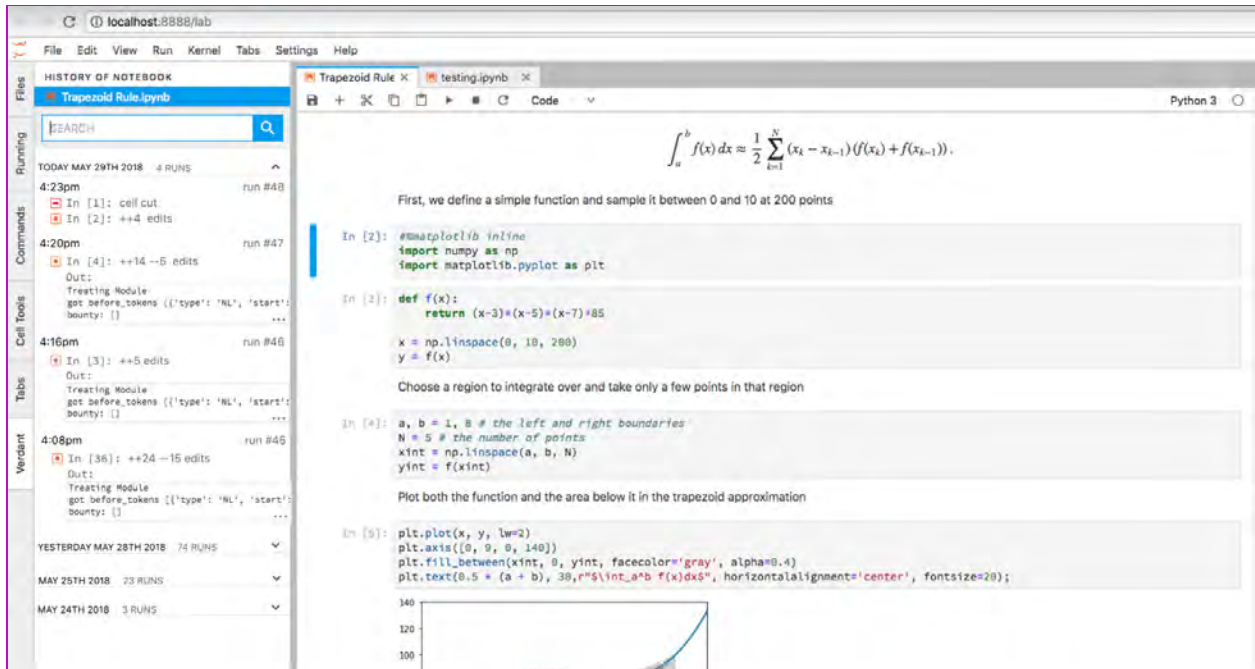 localhost:8888/lab
File Edit View Run Kernel Tabs Settings Help
Files
Running
Commands
Cell Tools
Tabs
Verdant
HISTORY OF NOTEBOOK
Trapezoid Rule.ipynb
SEARCH
TODAY MAY 29TH 2018 4 RUNS
4:23pm run #48
In [1]: cell cut
In [2]: ++4 edits
4:20pm run #47
In [4]: ++14 --5 edits
Out:
Treating Module
got before_tokens [{'type': 'NL', 'start':
bounty: []
...
4:16pm run #46
In [3]: ++5 edits
Out:
Treating Module
got before_tokens [{'type': 'NL', 'start':
bounty: []
...
4:08pm run #45
In [36]: ++24 --15 edits
Out:
Treating Module
got before_tokens [{'type': 'NL', 'start':
bounty: []
...
YESTERDAY MAY 28TH 2018 74 RUNS
MAY 25TH 2018 23 RUNS
MAY 24TH 2018 3 RUNS
Trapezoid Rule × testing.ipynb ×
Code Python 3
∫_a^b f(x) dx ≈ 1/2 ∑_{k=1}^N (x_k − x_{k−1})(f(x_k) + f(x_{k−1})).
First, we define a simple function and sample it between 0 and 10 at 200 points
In [2]: #%matplotlib inline
import numpy as np
import matplotlib.pyplot as plt
def f(x):
return (x-3)*(x-5)*(x-7)+85
x = np.linspace(0, 10, 200)
y = f(x)
Choose a region to integrate over and take only a few points in that region
In [4]: a, b = 1, 8 # the left and right boundaries
N = 5 # the number of points
xint = np.linspace(a, b, N)
yint = f(xint)
Plot both the function and the area below it in the trapezoid approximation
In [5]: plt.plot(x, y, lw=2)
plt.axis([0, 9, 0, 140])
plt.fill_between(xint, 0, yint, facecolor='gray', alpha=0.4)
plt.text(0.5 * (a + b), 30,r"$\int_a^b f(x)dx$", horizontalalignment='center', fontsize=20);
140
120
100